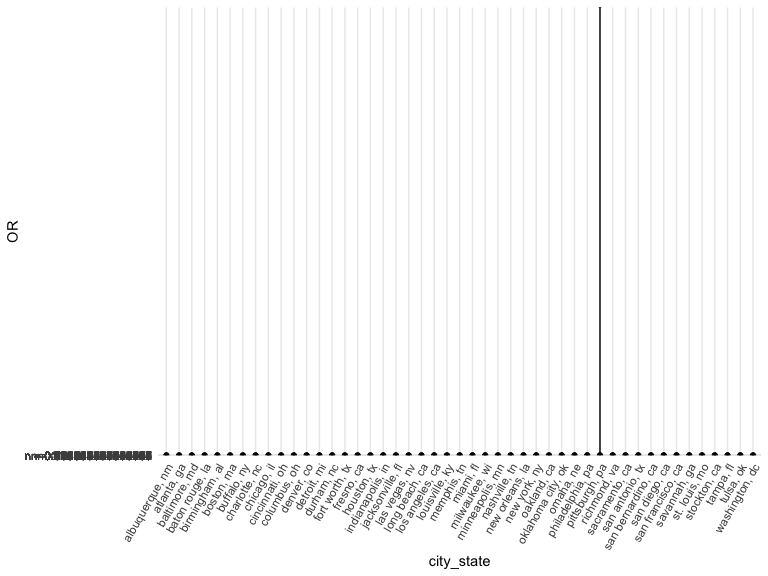 OR
albuquerque, nm
atlanta, ga
baltimore, md
baton rouge, la
birmingham, al
boston, ma
buffalo, ny
charlotte, nc
chicago, il
cincinnati, oh
columbus, oh
denver, co
detroit, mi
durham, nc
fort worth, tx
fresno, ca
houston, tx
indianapolis, in
jacksonville, fl
las vegas, nv
long beach, ca
los angeles, ca
louisville, ky
memphis, tn
miami, fl
milwaukee, wi
minneapolis, mn
nashville, tn
new orleans, la
new york, ny
oakland, ca
oklahoma city, ok
omaha, ne
philadelphia, pa
pittsburgh, pa
richmond, va
sacramento, ca
san antonio, tx
san bernardino, ca
san diego, ca
san francisco, ca
savannah, ga
st. louis, mo
stockton, ca
tampa, fl
tulsa, ok
washington, dc
city_state